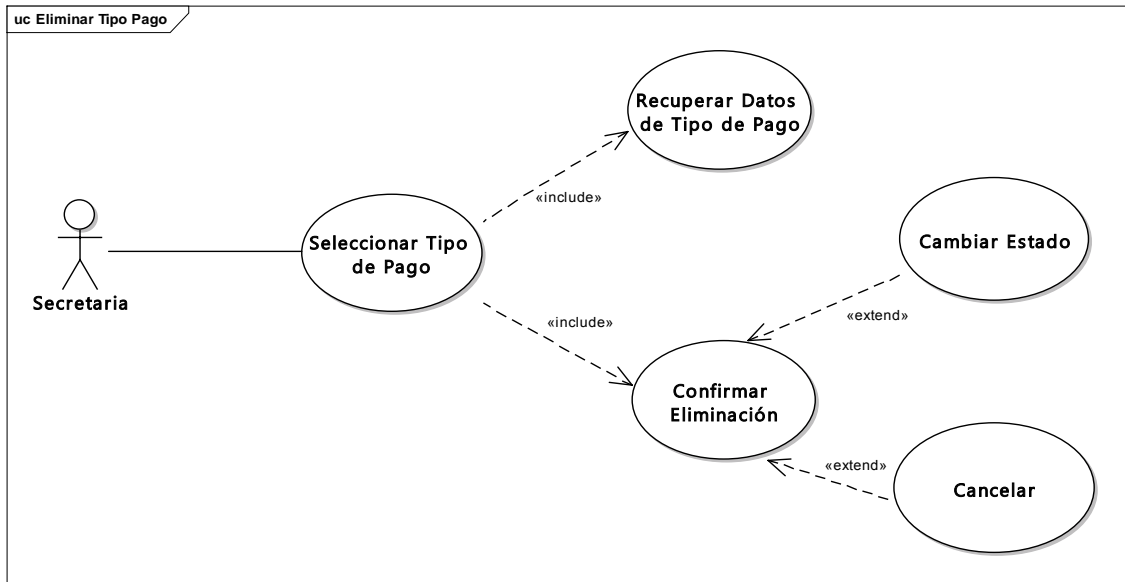 uc Eliminar Tipo Pago
Recuperar Datos
de Tipo de Pago
«include»
Seleccionar Tipo
de Pago
Cambiar Estado
Secretaria
«include»
«extend»
Confirmar
Eliminación
«extend»
Cancelar